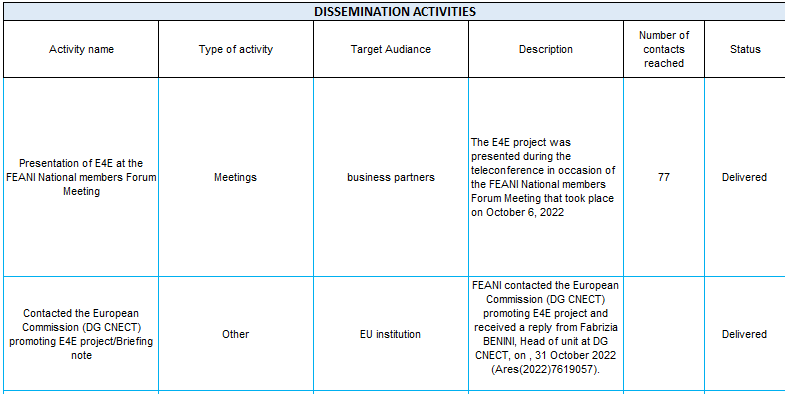 DISSEMINATION ACTIVITIES
Activity name
Type of activity
Target Audiance
Description
Number of
contacts
reached
Status
Presentation of E4E at the
FEANI National members Forum
Meeting
Meetings
business partners
The E4E project was
presented during the
teleconference in occasion of
the FEANI National members
Forum Meeting that took place
on October 6, 2022
77
Delivered
Contacted the European
Commission (DG CNECT)
promoting E4E project/Briefing
note
Other
EU institution
FEANI contacted the European
Commission (DG CNECT)
promoting E4E project and
received a reply from Fabrizia
BENINI, Head of unit at DG
CNECT, on , 31 October 2022
(Ares(2022)7619057).
Delivered